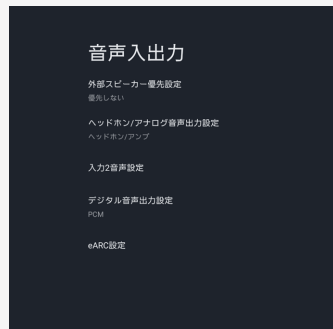 音声入出力
外部スピーカー優先設定
優先しない
ヘッドホン/アナログ音声出力設定
ヘッドホン/アンプ
入力2音声設定
デジタル音声出力設定
PCM
eARC設定